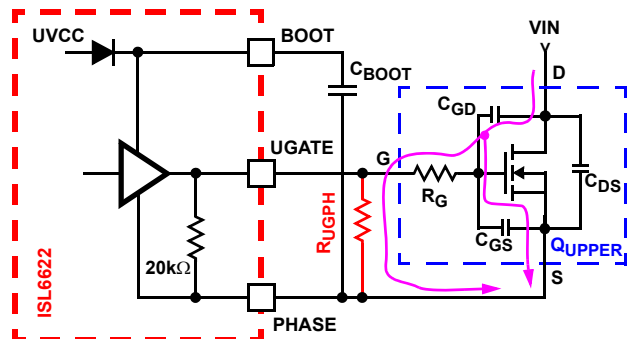 UVCC
BOOT
VIN
CBOOT
D
CGD
UGATE
G
RG
CDS
RUGPH
CGS
QUPPER
20kΩ
S
ISL6622
PHASE